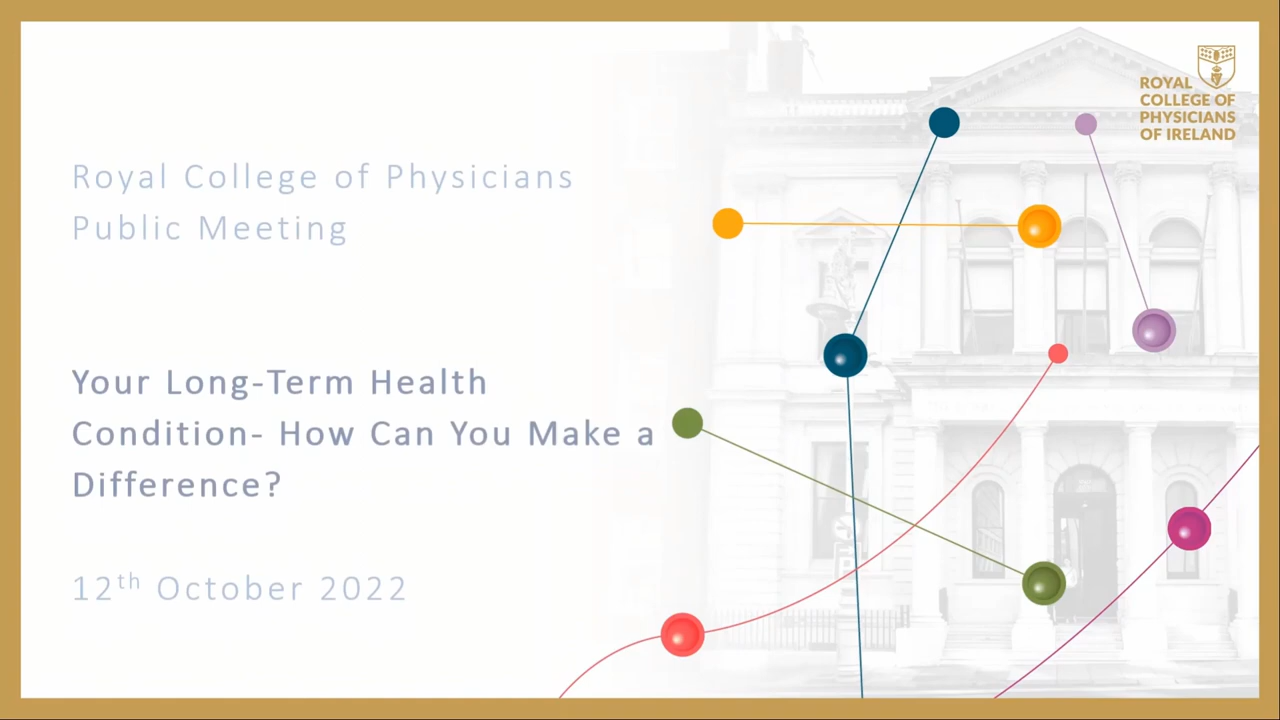 Royal College of Physicians
Public Meeting
Your Long-Term Health
Condition- How Can You Make a
Difference?
12th October 2022
ROYAL
COLLEGE OF
PHYSICIANS
OF IRELAND